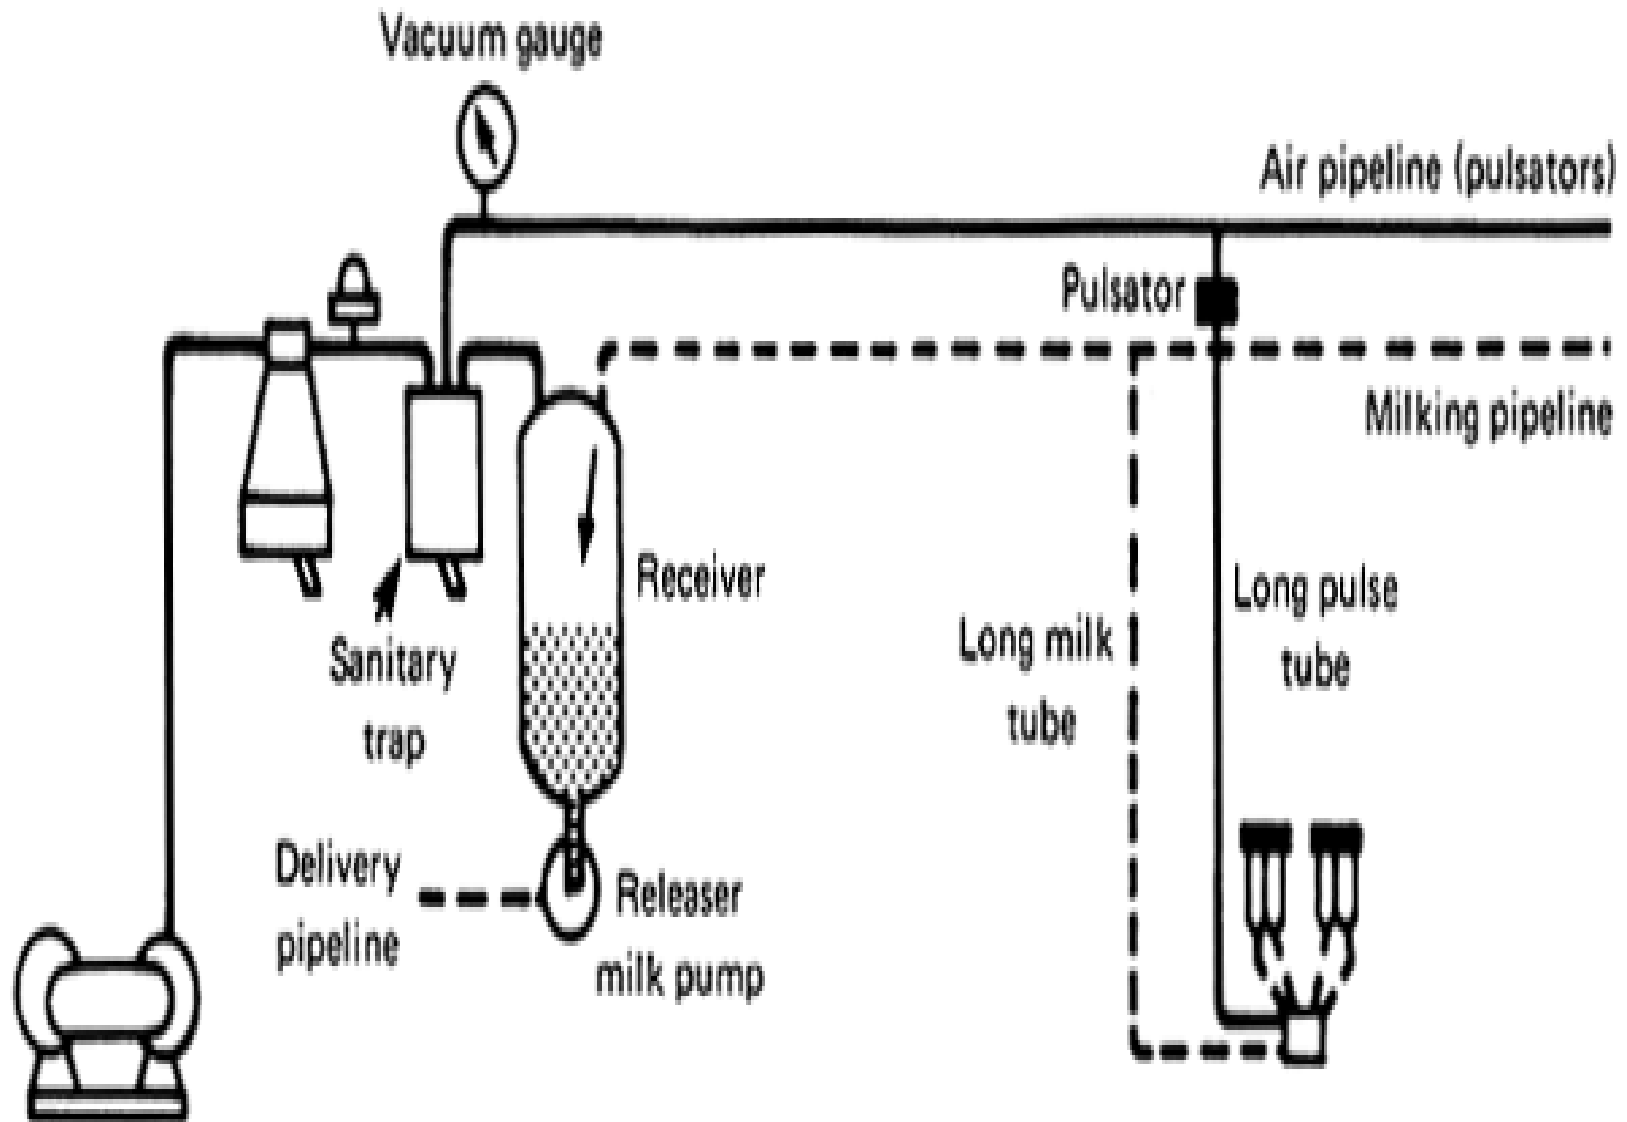 Vacuum gauge
Air pipeline (pulsators)
Pulsator
Milking pipeline
Receiver
Long pulse
tube
Long milk
tube
Sanitary
trap
Delivery
pipeline
Releaser
milk pump